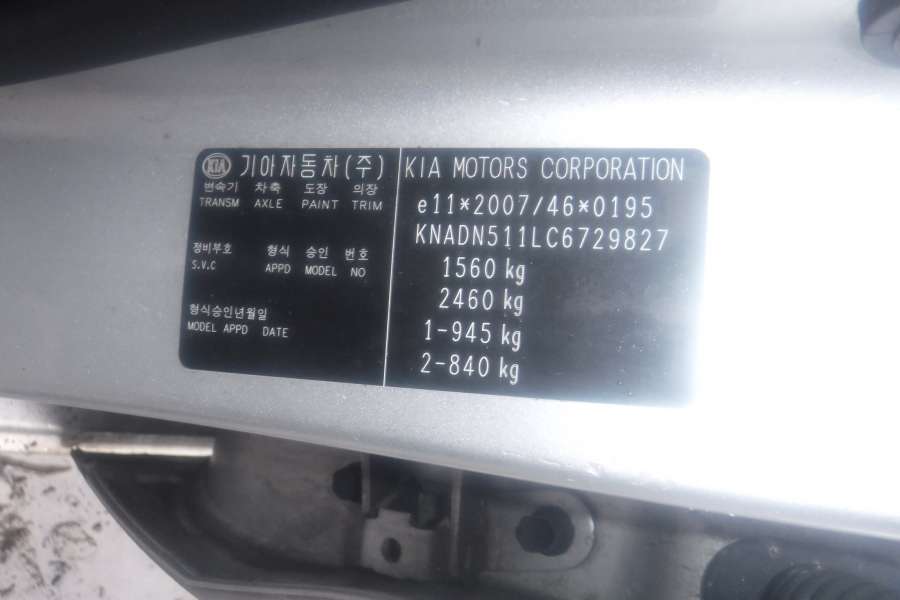 KIA 기아자동차(주)
변속기 차축 도장 의장
TRANSM AXLE PAINT TRIM
정비부호 형식 승인 번호
S.V.C APPD MODEL NO
형식승인년월일
MODEL APPD DATE
KIA MOTORS CORPORATION
e11*2007/46*0195
KNADN511LC6729827
1560 kg
2460 kg
1-945 kg
2-840 kg